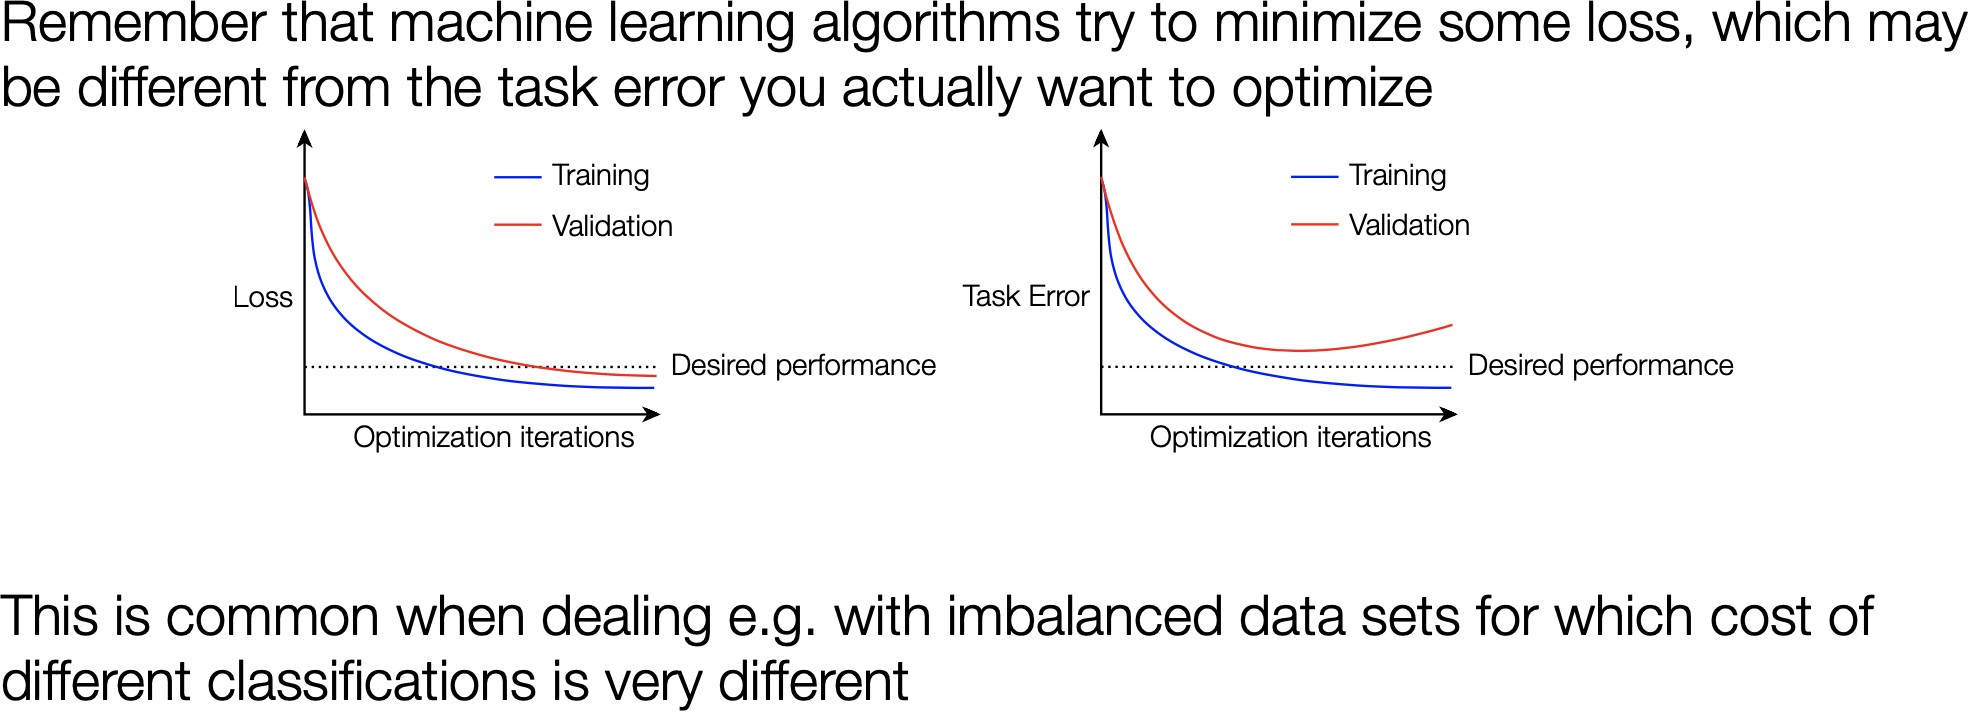 Remember that machine learning algorithms try to minimize some loss, which may
be different from the task error you actually want to optimize
Training
Validation
Loss
Desired performance
Optimization iterations
Training
Validation
Task Error
Desired performance
Optimization iterations
This is common when dealing e.g. with imbalanced data sets for which cost of
different classifications is very different